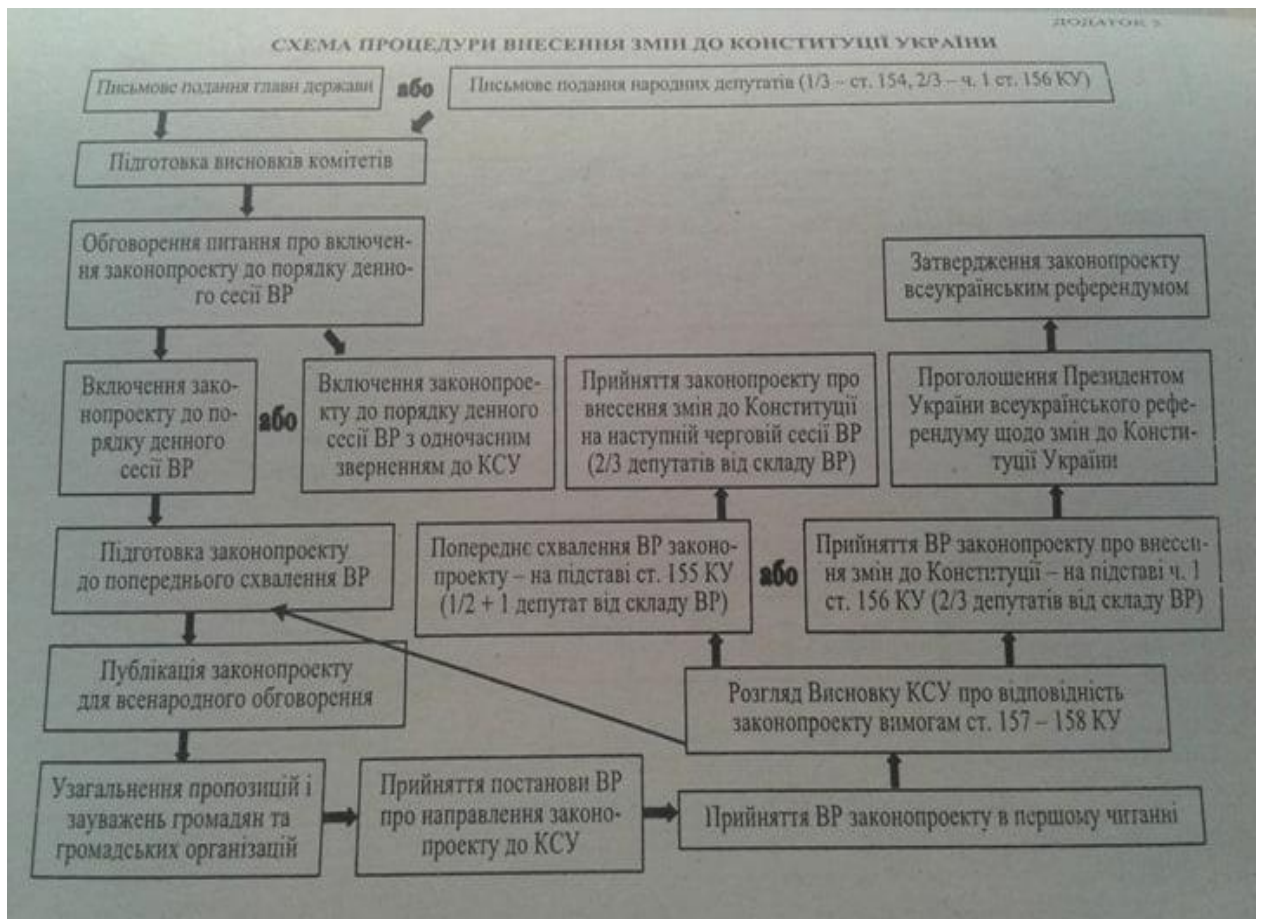 ДОДАТОК 5
СХЕМА ПРОЦЕДУРИ ВНЕСЕННЯ ЗМІН ДО КОНСТИТУЦІЇ УКРАЇНИ
Письмове подання глави держави
або
Письмове подання народних депутатів (1/3 – ст. 154, 2/3 – ч. 1 ст. 156 КУ)
Підготовка висновків комітетів
Обговорення питання про включен-
ня законопроекту до порядку денно-
го сесії ВР
Включення зако-
нопроекту до по-
рядку денного
сесії ВР
або
Включення законопрое-
кту до порядку денного
сесії ВР з одночасним
зверненням до КСУ
Підготовка законопроекту
до попереднього схвалення ВР
Публікація законопроекту
для всенародного обговорення
Узагальнення пропозицій і
зауважень громадян та
громадських організацій
Прийняття постанови ВР
про направлення законо-
проекту до КСУ
Прийняття ВР законопроекту в першому читанні
Розгляд Висновку КСУ про відповідність
законопроекту вимогам ст. 157 – 158 КУ
Попереднє схвалення ВР законо-
проекту – на підставі ст. 155 КУ
(1/2 + 1 депутат від складу ВР)
або
Прийняття ВР законопроекту про внесен-
ня змін до Конституції – на підставі ч. 1
ст. 156 КУ (2/3 депутатів від складу ВР)
Прийняття законопроекту про
внесення змін до Конституції
на наступній черговій сесії ВР
(2/3 депутатів від складу ВР)
Проголошення Президентом
України всеукраїнського рефе-
рендуму щодо змін до Консти-
туції України
Затвердження законопроекту
всеукраїнським референдумом